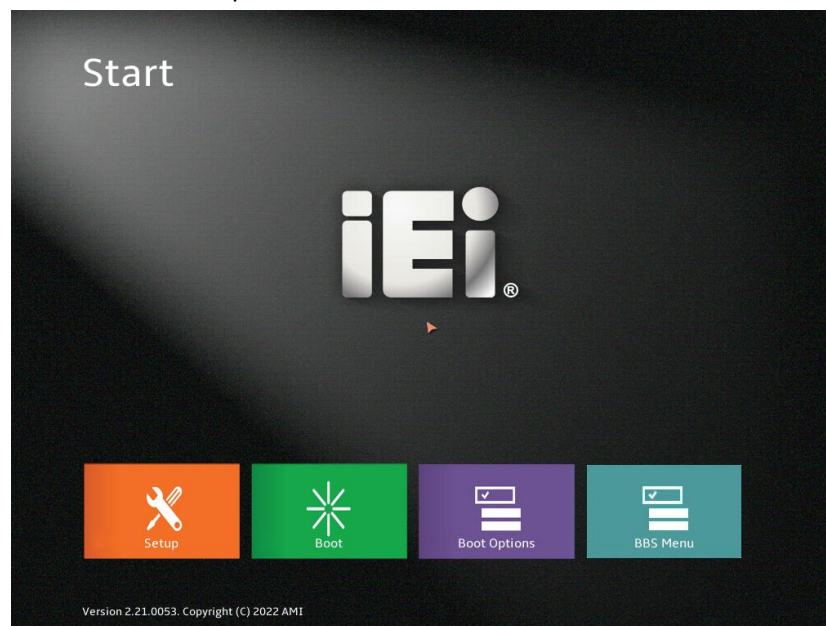 Start
iEi®
Setup
Boot
Boot Options
BBS Menu
Version 2.21.0053. Copyright (C) 2022 AMI